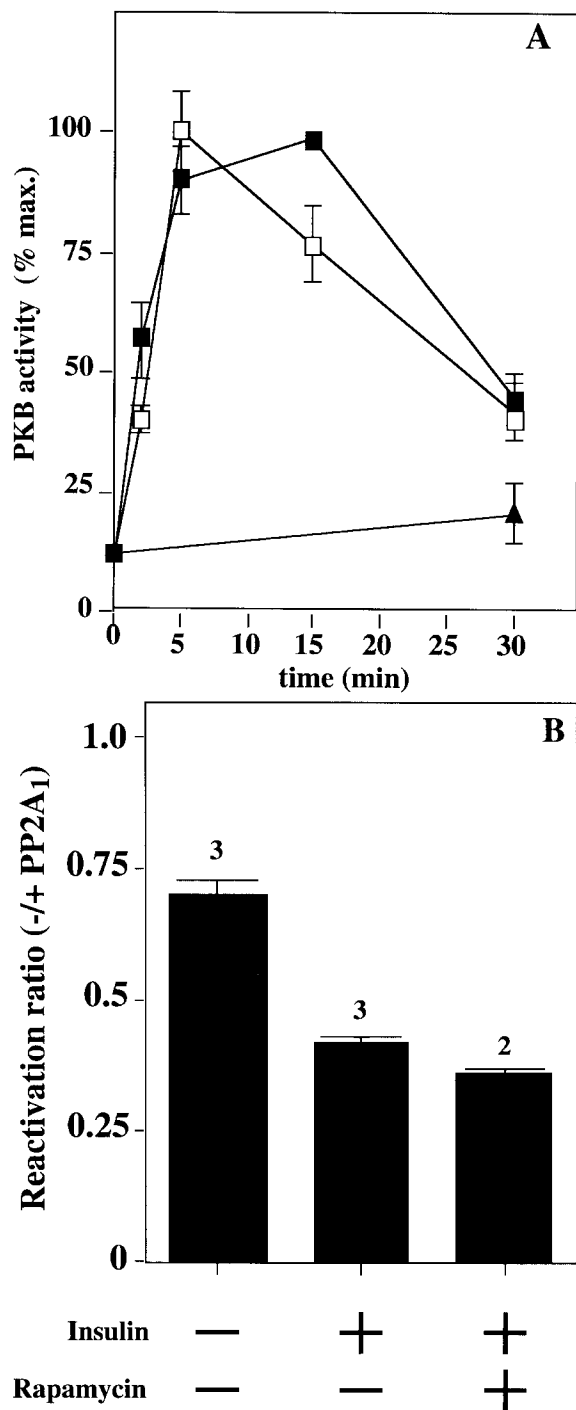 A
PKB activity (% max.)
100
75
50
25
0
0 5 10 15 20 25 30
time (min)
B
Reactivation ratio (-/+ PP2A1)
1.0
0.75
0.5
0.25
0
3
3
2
Insulin − + +
Rapamycin − − +